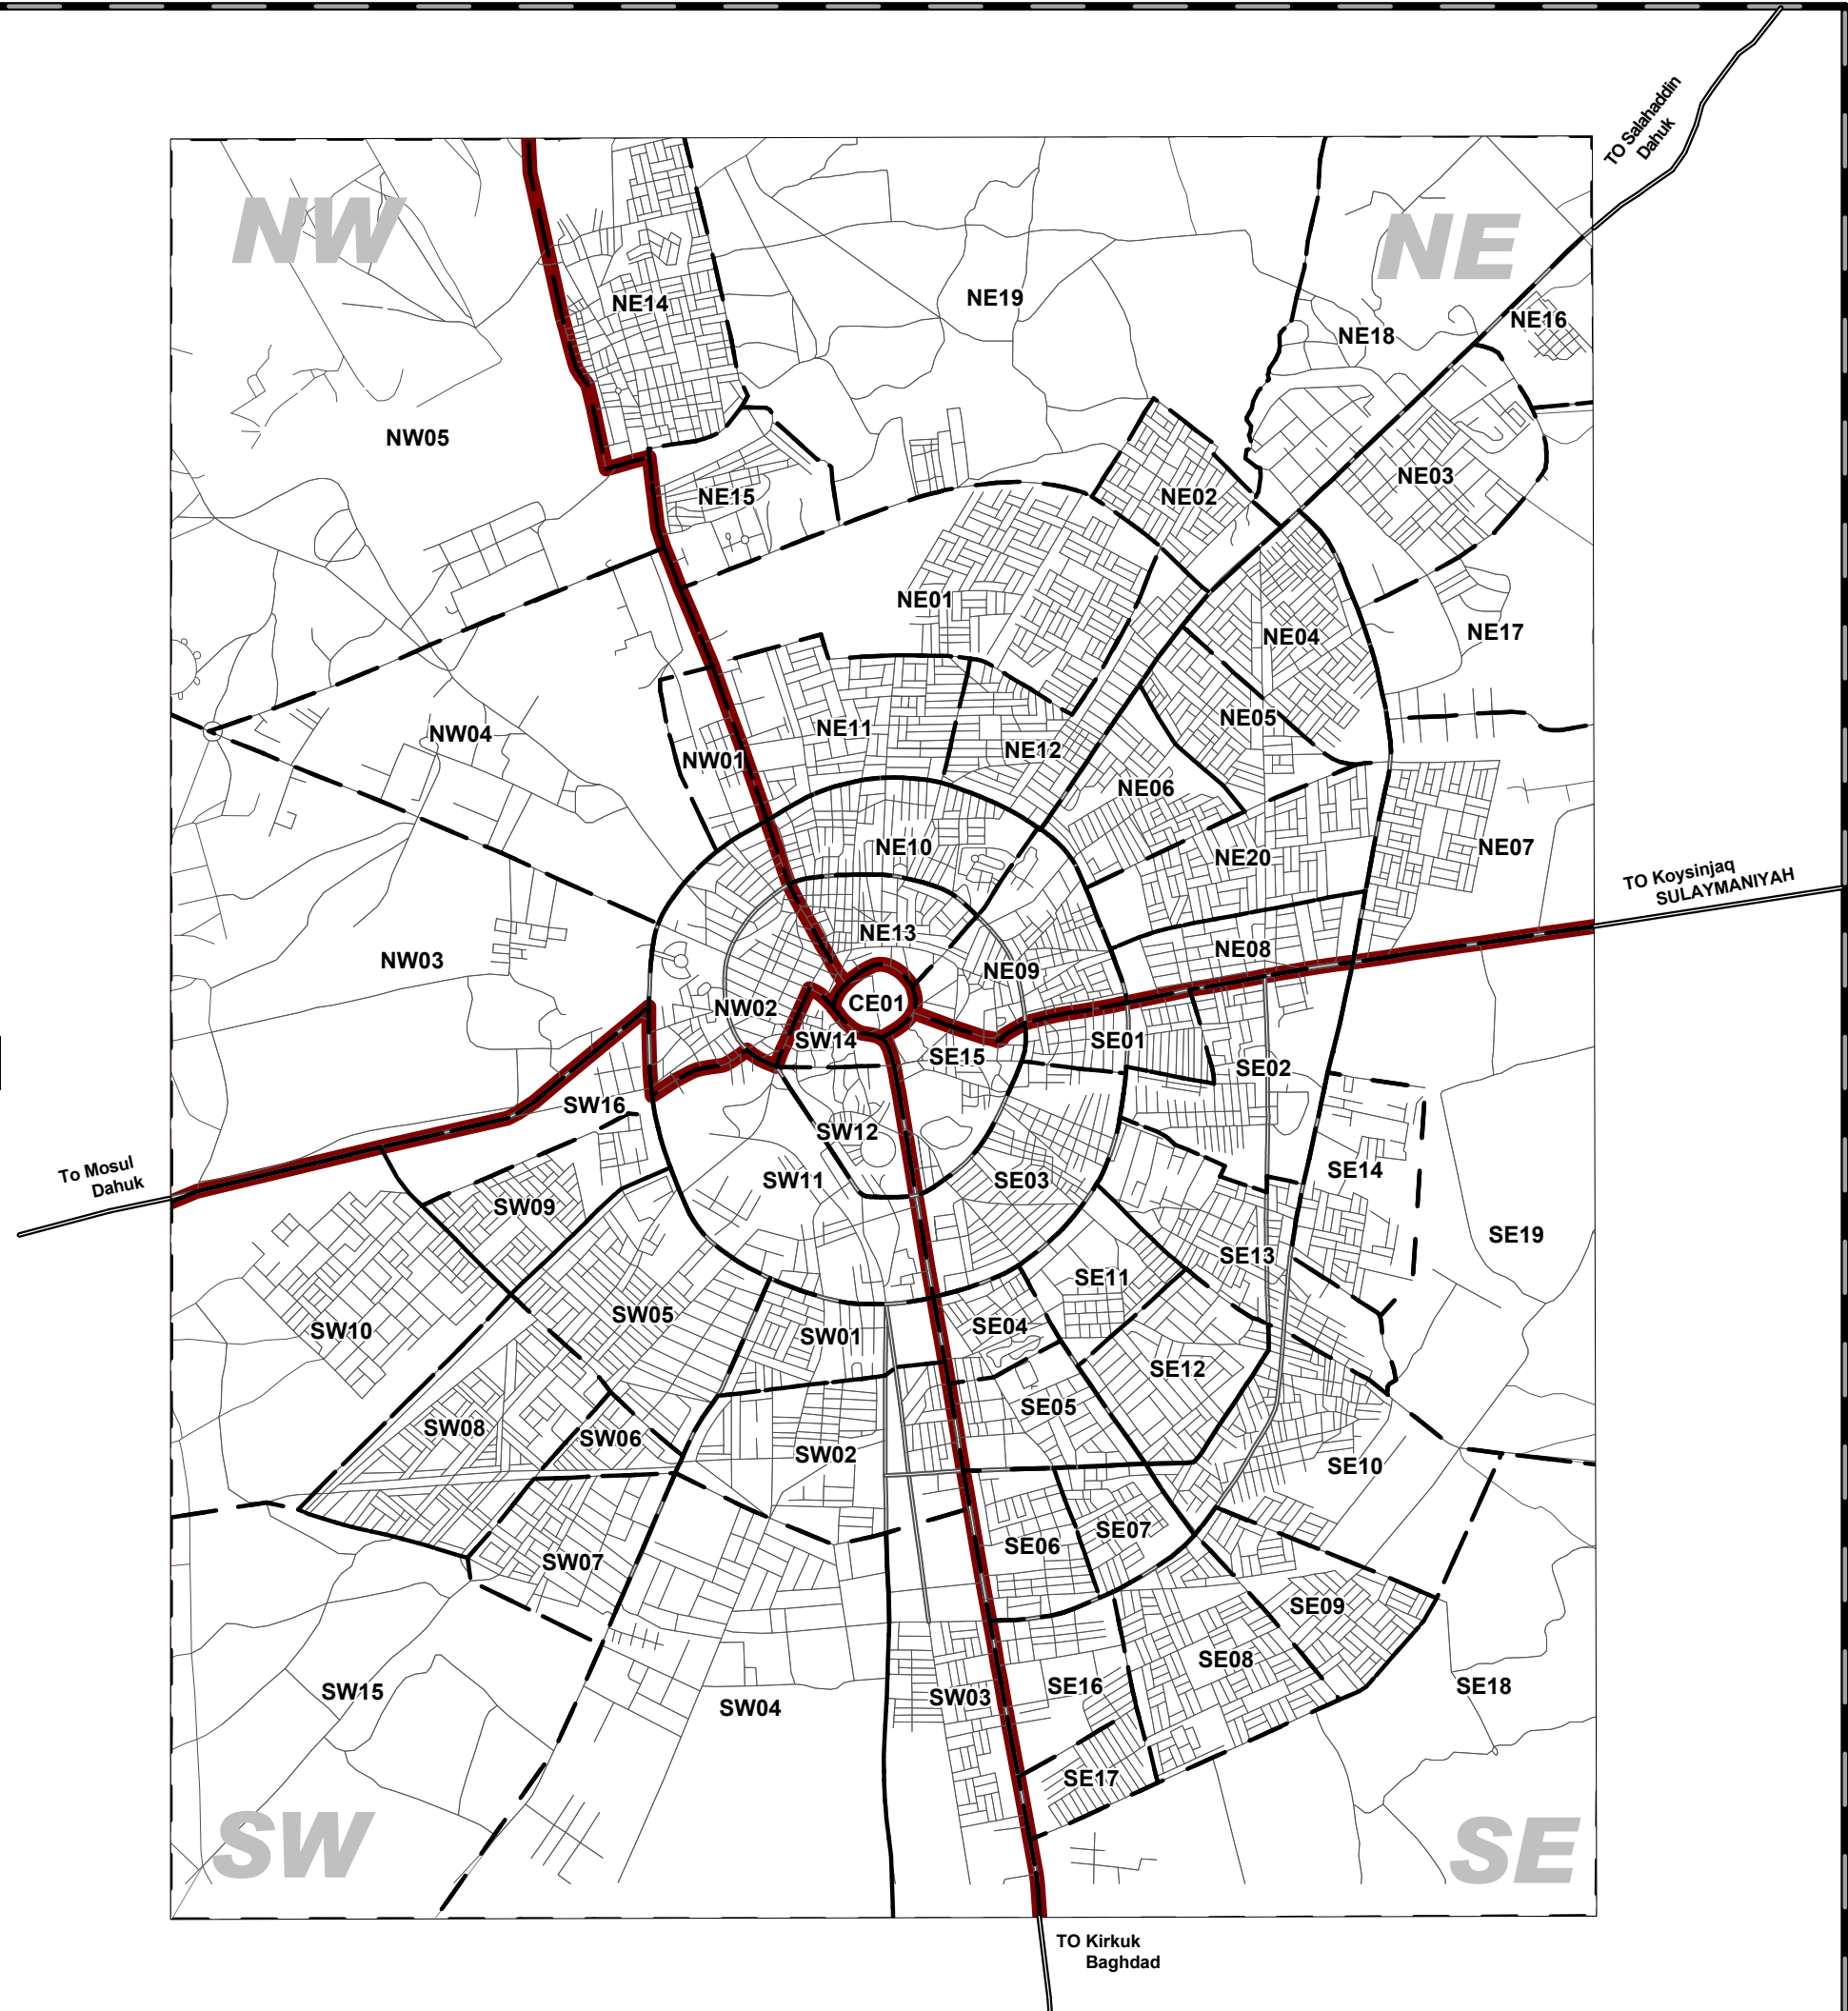 TO Salahaddin
Dahuk
NW
NE
NE14
NE19
NE16
NE18
NW05
NE03
NE15
NE02
NE01
NE17
NE04
NE05
NE11
NW04
NE12
NW01
NE06
NE10
NE07
NE20
TO Koysinjaq
SULAYMANIYAH
NE13
NE08
NW03
NE09
CE01
NW02
SW14
SE01
SE15
SE02
SW16
SW12
To Mosul
Dahuk
SE14
SW11
SE03
SW09
SE19
SE13
SE11
SW05
SE04
SW10
SW01
SE12
SE05
SW08
SW06
SW02
SE10
SE07
SE06
SW07
SE09
SE08
SE16
SE18
SW15
SW03
SW04
SE17
SW
SE
TO Kirkuk
Baghdad